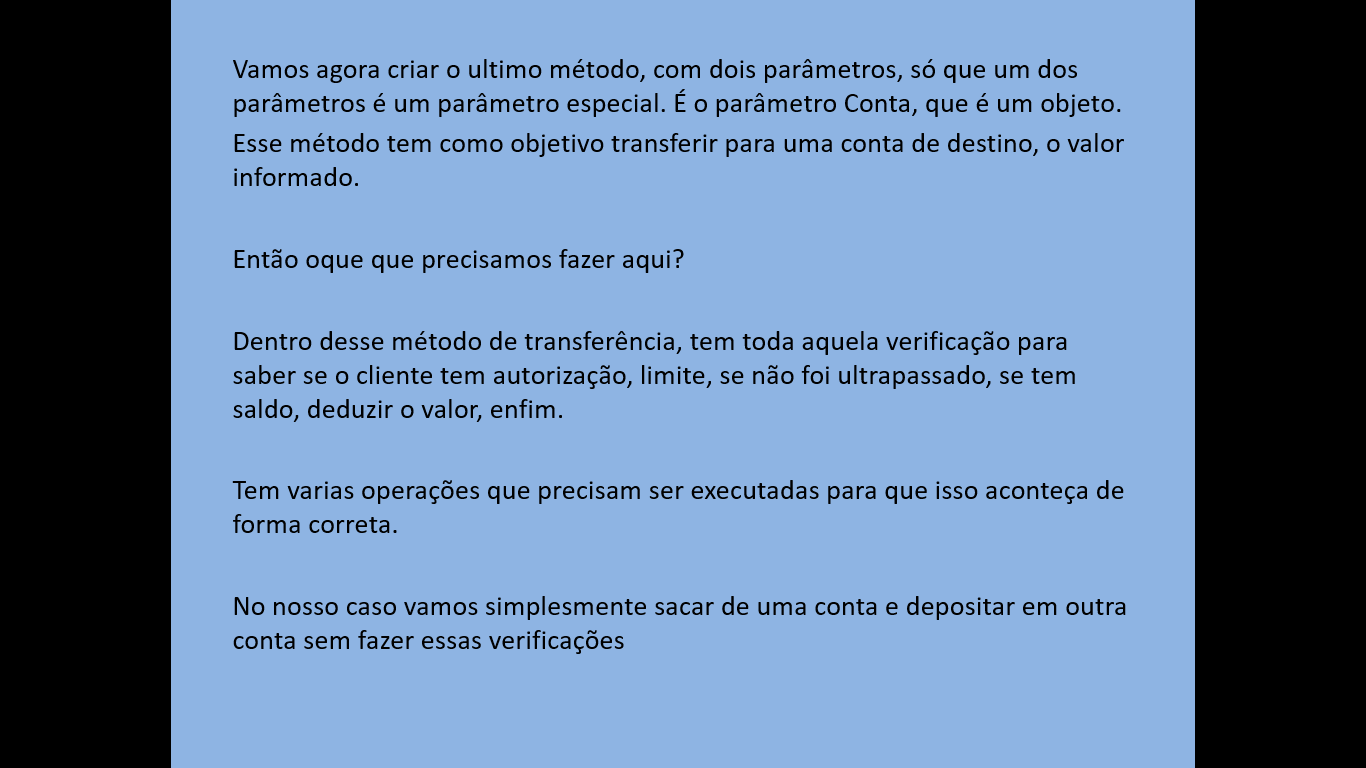 Vamos agora criar o ultimo método, com dois parâmetros, só que um dos
parâmetros é um parâmetro especial. É o parâmetro Conta, que é um objeto.
Esse método tem como objetivo transferir para uma conta de destino, o valor
informado.
Então oque que precisamos fazer aqui?
Dentro desse método de transferência, tem toda aquela verificação para
saber se o cliente tem autorização, limite, se não foi ultrapassado, se tem
saldo, deduzir o valor, enfim.
Tem varias operações que precisam ser executadas para que isso aconteça de
forma correta.
No nosso caso vamos simplesmente sacar de uma conta e depositar em outra
conta sem fazer essas verificações